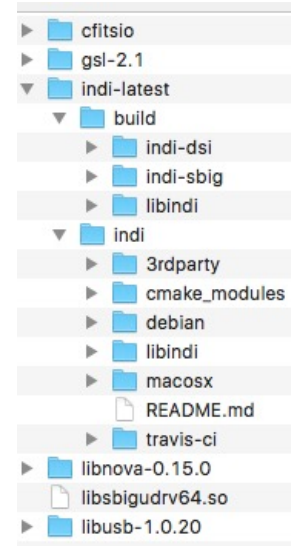 cfitsio
gsl-2.1
indi-latest
build
indi-dsi
indi-sbig
libindi
indi
3rdparty
cmake_modules
debian
libindi
macosx
README.md
travis-ci
libnova-0.15.0
libsbigudrv64.so
libusb-1.0.20